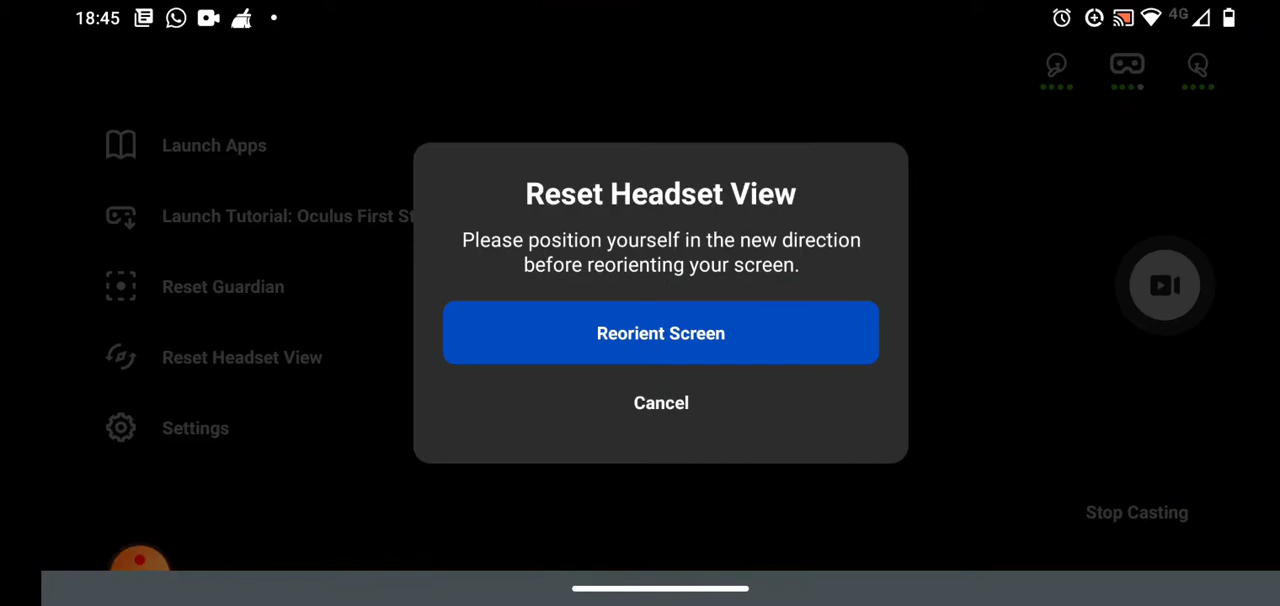 18:45
4G
Launch Apps
Launch Tutorial: Oculus First St
Reset Guardian
Reset Headset View
Settings
Reset Headset View
Please position yourself in the new direction
before reorienting your screen.
Reorient Screen
Cancel
Stop Casting